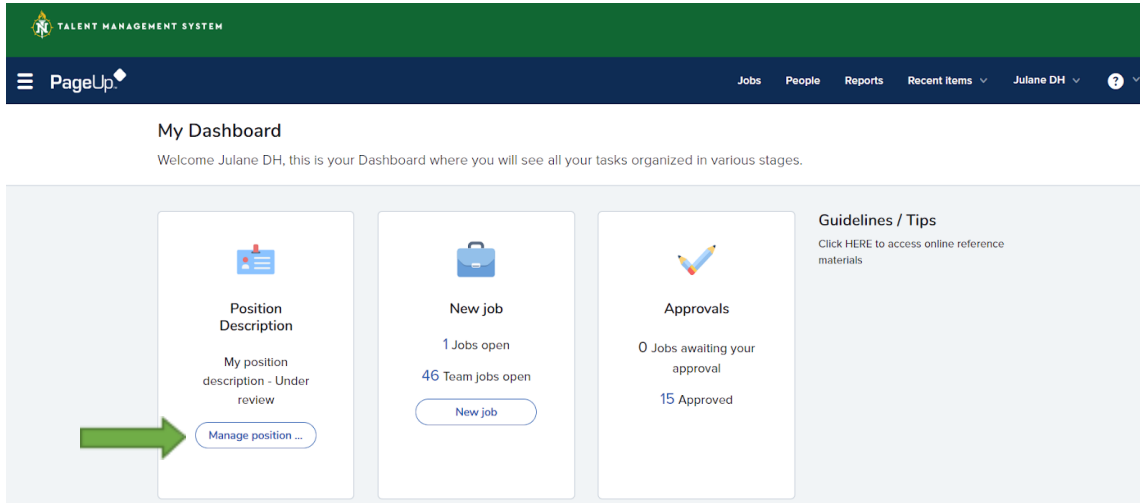 N TALENT MANAGEMENT SYSTEM
PageUp.
Jobs People Reports Recent items Julane DH ?
My Dashboard
Welcome Julane DH, this is your Dashboard where you will see all your tasks organized in various stages.
Position
Description
My position
description - Under
review
Manage position ...
New job
1 Jobs open
46 Team jobs open
New job
Approvals
0 Jobs awaiting your
approval
15 Approved
Guidelines / Tips
Click HERE to access online reference
materials